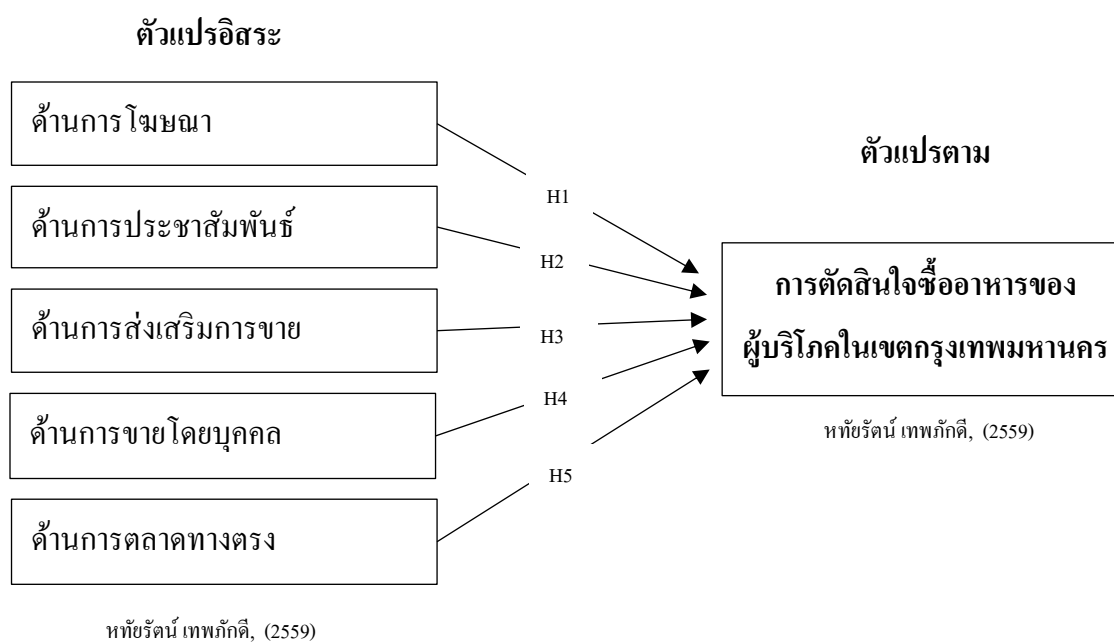 ตัวแปรอิสระ
ด้านการโฆษณา
ด้านการประชาสัมพันธ์
ด้านการส่งเสริมการขาย
ด้านการขายโดยบุคคล
ด้านการตลาดทางตรง
หทัยรัตน์ เทพภักดี, (2559)
H1
H2
H3
H4
H5
ตัวแปรตาม
การตัดสินใจซื้ออาหารของ
ผู้บริโภคในเขตกรุงเทพมหานคร
หทัยรัตน์ เทพภักดี, (2559)